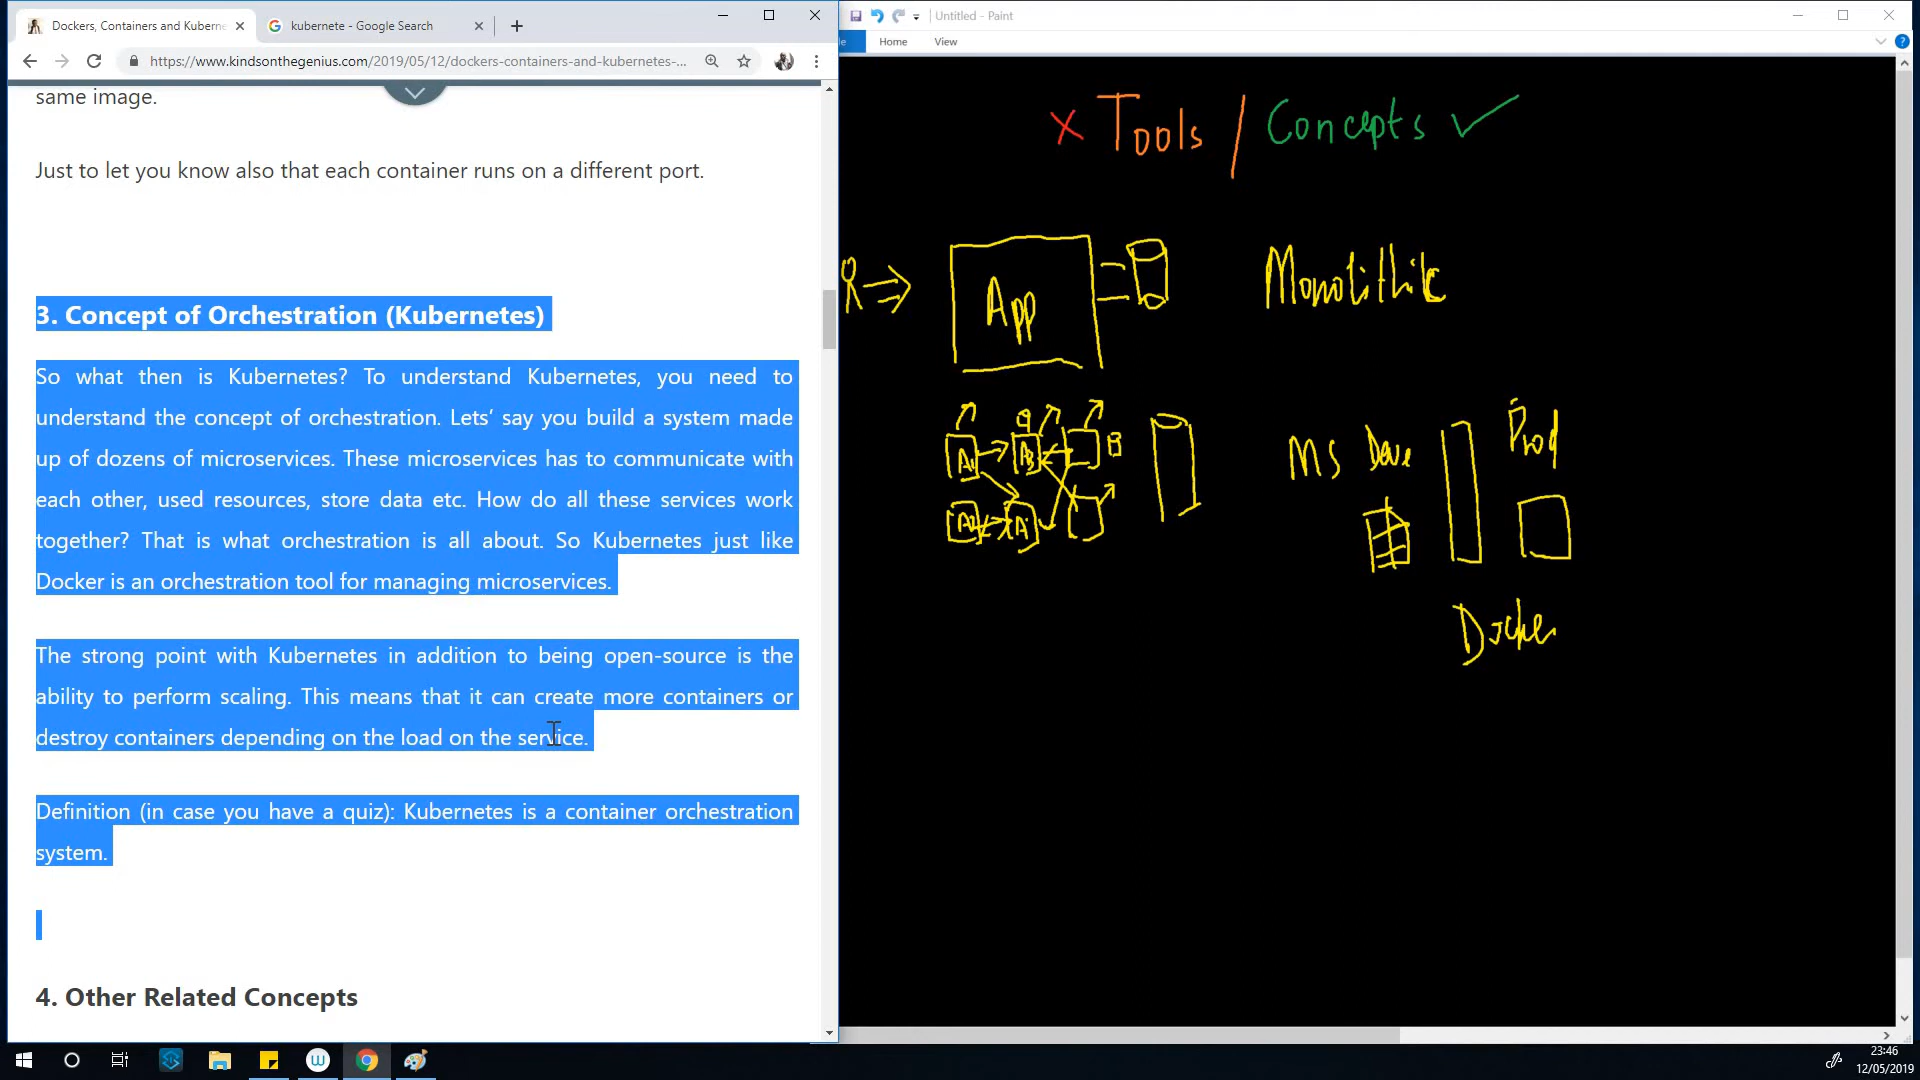 Dockers, Containers and Kuberne
kubernete - Google Search
https://www.kindsonthegenius.com/2019/05/12/dockers-containers-and-kubernetes-...
same image.
Just to let you know also that each container runs on a different port.
3. Concept of Orchestration (Kubernetes)
So what then is Kubernetes? To understand Kubernetes, you need to
understand the concept of orchestration. Lets’ say you build a system made
up of dozens of microservices. These microservices has to communicate with
each other, used resources, store data etc. How do all these services work
together? That is what orchestration is all about. So Kubernetes just like
Docker is an orchestration tool for managing microservices.
The strong point with Kubernetes in addition to being open-source is the
ability to perform scaling. This means that it can create more containers or
destroy containers depending on the load on the service.
Definition (in case you have a quiz): Kubernetes is a container orchestration
system.
4. Other Related Concepts
Untitled - Paint
Home View
Tools / Concepts
App
Monolithic
MS
Prod
Docker
23:46
12/05/2019